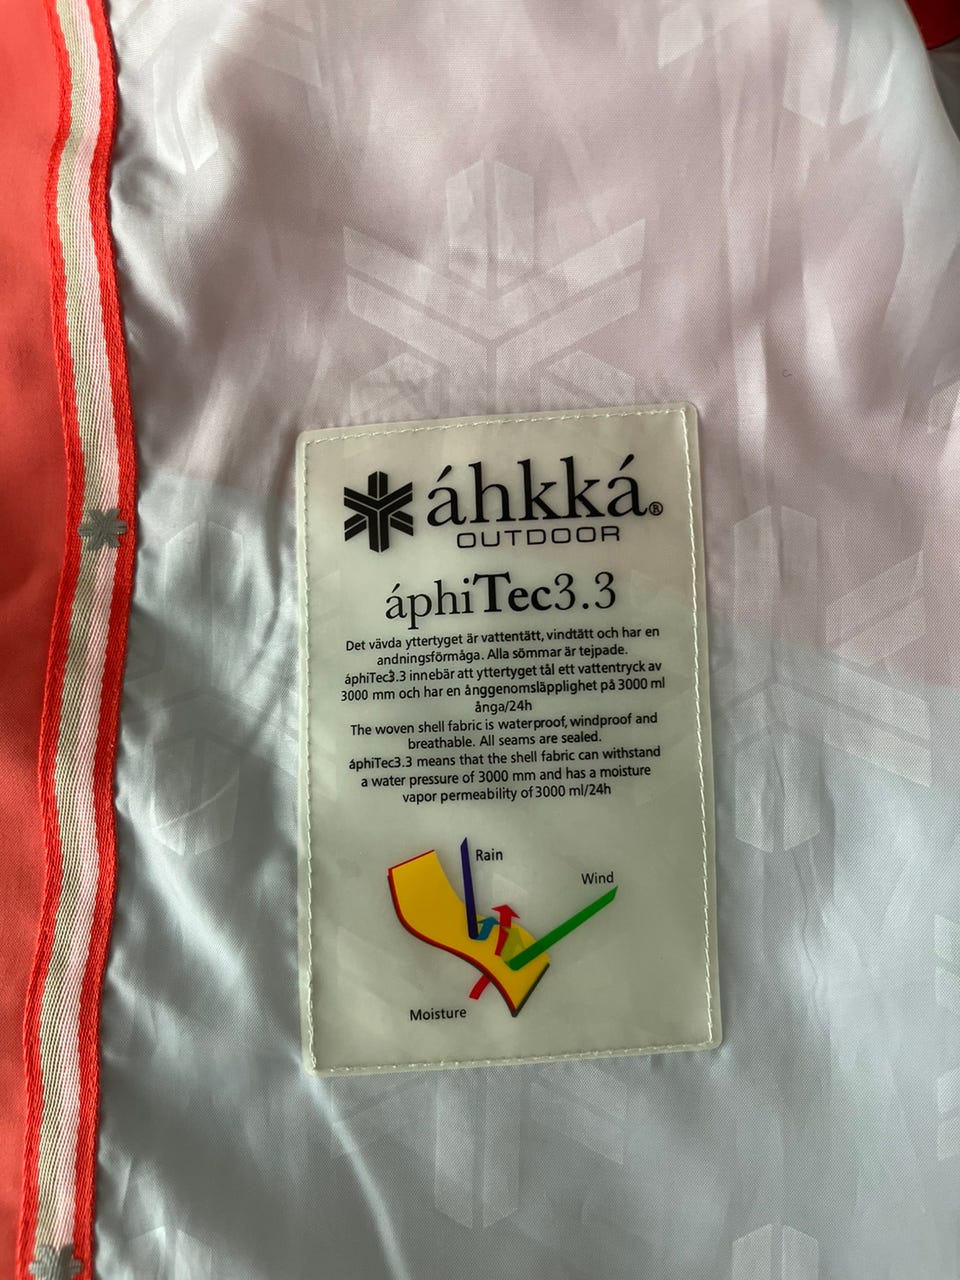 áhkká®
OUTDOOR
áphiTec3.3
Det vävda yttertyget är vattentätt, vindtätt och har en
andningsförmåga. Alla sömmar är tejpade.
áphiTec3.3 innebär att yttertyget tål ett vattentryck av
3000 mm och har en ånggenomsläpplighet på 3000 ml
ånga/24h
The woven shell fabric is waterproof, windproof and
breathable. All seams are sealed.
áphiTec3.3 means that the shell fabric can withstand
a water pressure of 3000 mm and has a moisture
vapor permeability of 3000 ml/24h
Rain
Wind
Moisture